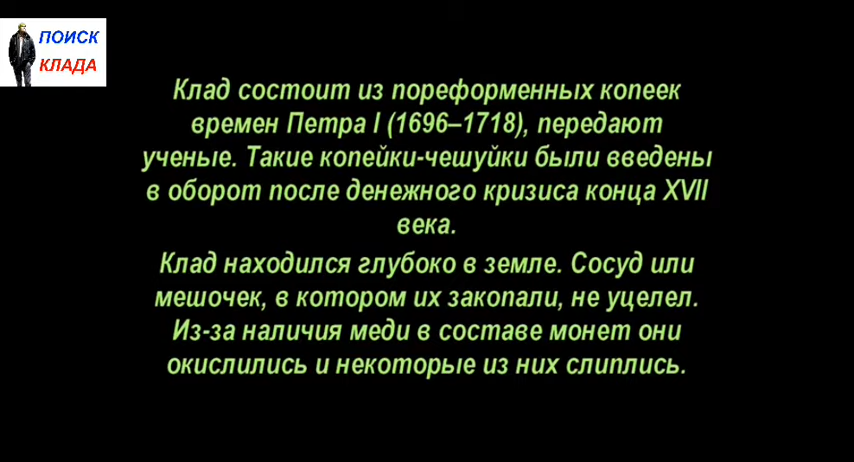 ПОИСК
КЛАДА
Клад состоит из пореформенных копеек
времен Петра I (1696–1718), передают
ученые. Такие копейки-чешуйки были введены
в оборот после денежного кризиса конца XVII
века.
Клад находился глубоко в земле. Сосуд или
мешочек, в котором их закопали, не уцелел.
Из-за наличия меди в составе монет они
окислились и некоторые из них слиплись.